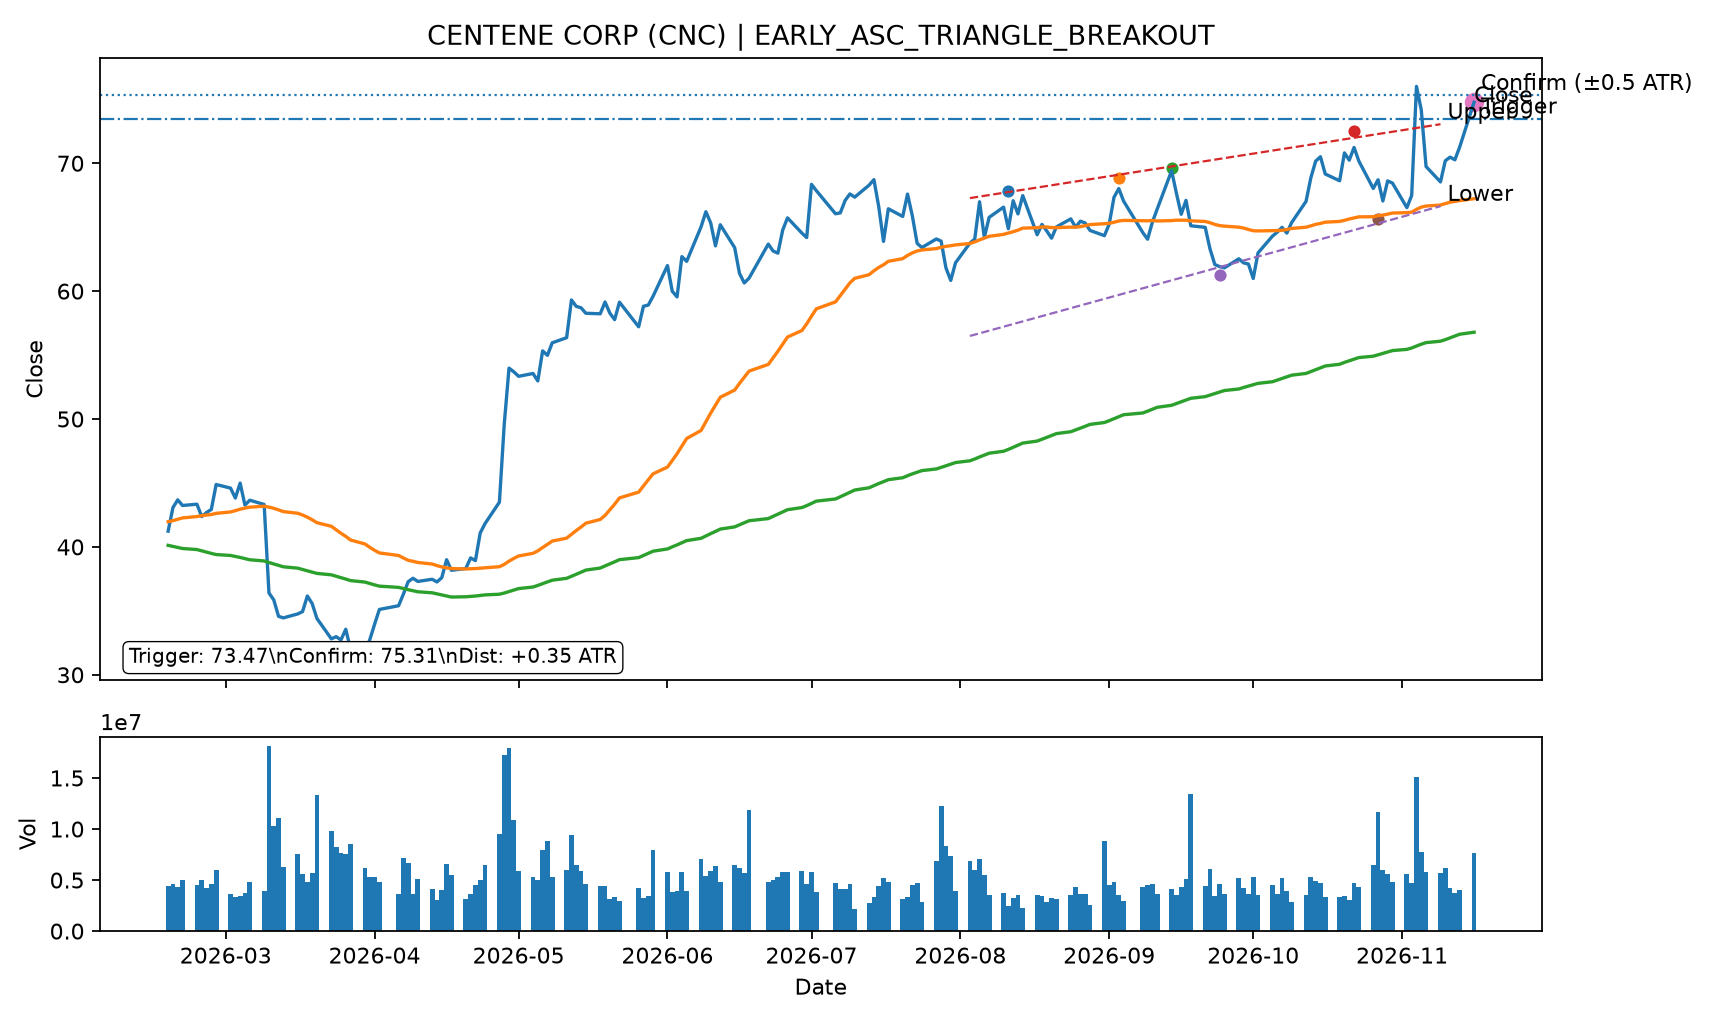 CENTENE CORP (CNC) | EARLY_ASC_TRIANGLE_BREAKOUT
Confirm (±0.5 ATR)
Close
Trigger
Upper
Lower
70
60
50
40
30
Close
Trigger: 73.47\nConfirm: 75.31\nDist: +0.35 ATR
1e7
1.5
1.0
0.5
0.0
Vol
2026-03 2026-04 2026-05 2026-06 2026-07 2026-08 2026-09 2026-10 2026-11
Date